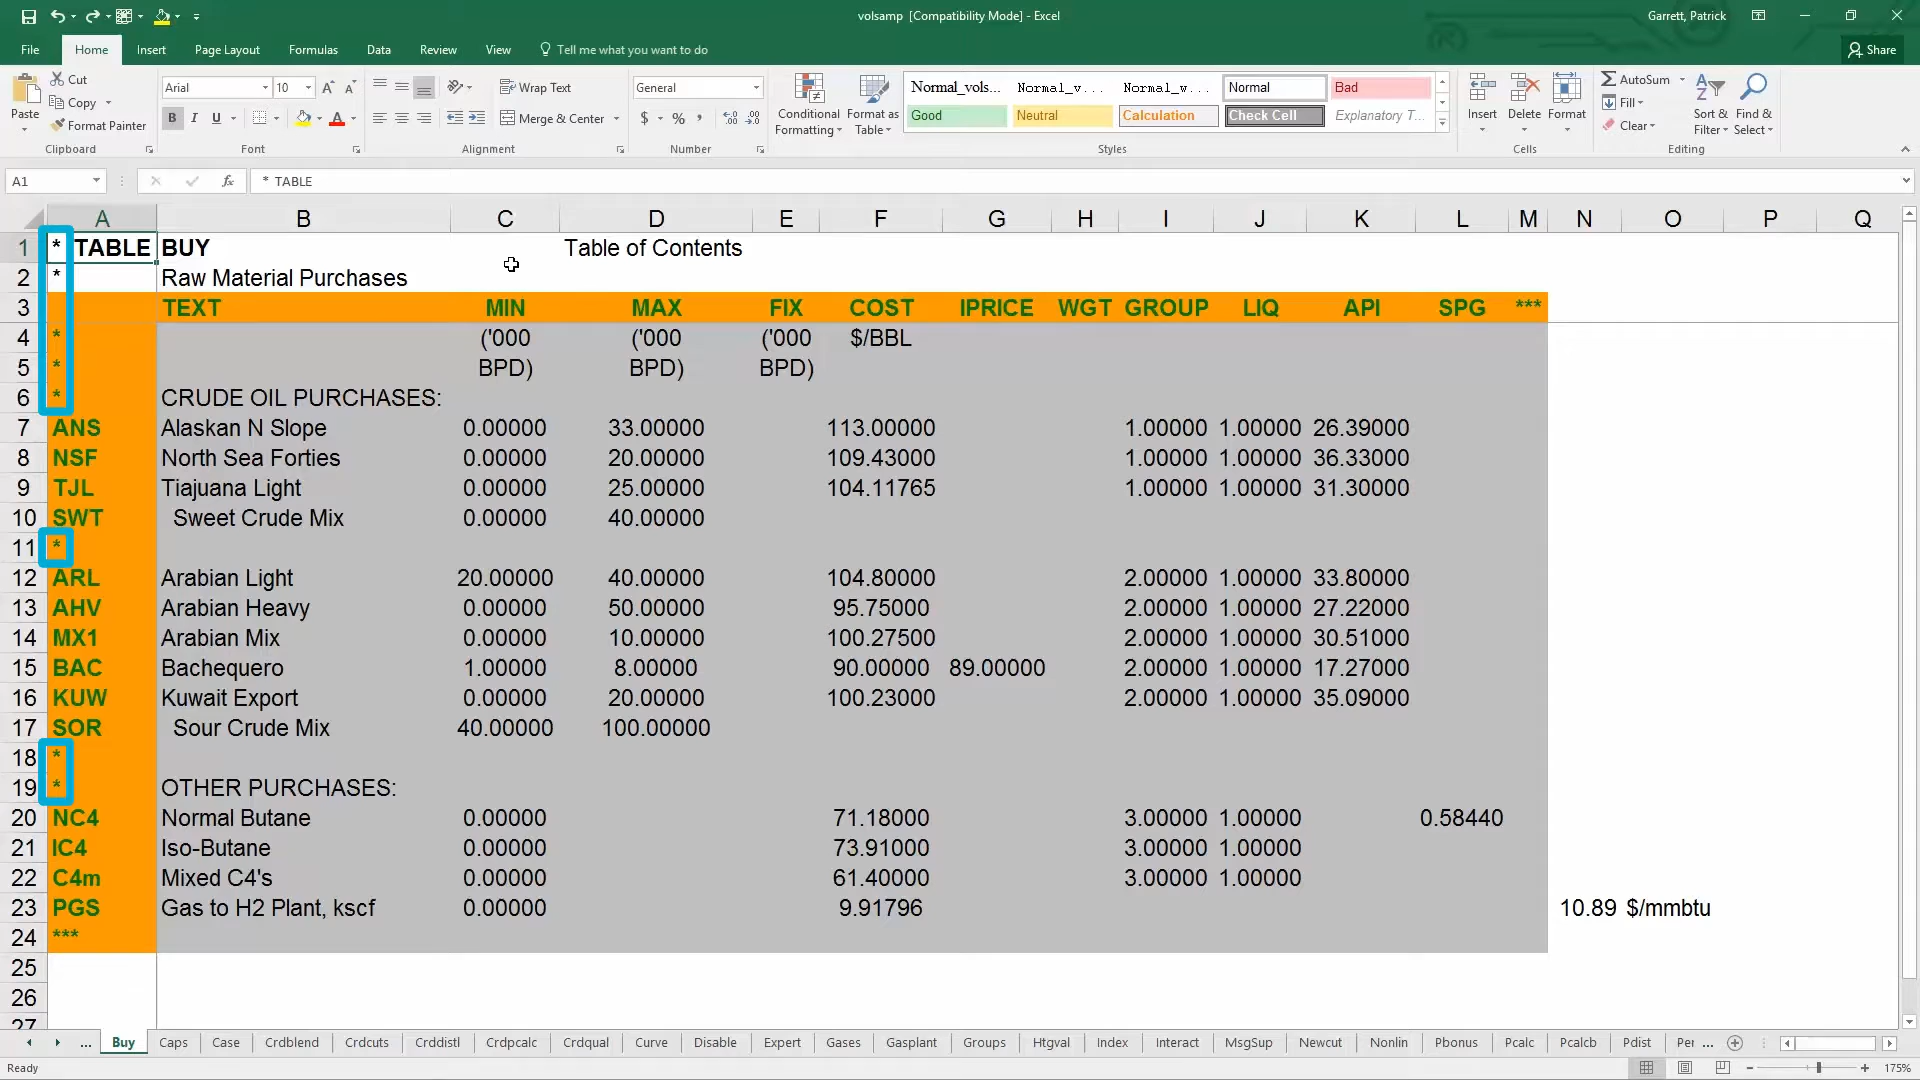 volsamp [Compatibility Mode] - Excel
Garrett, Patrick
File Home Insert Page Layout Formulas Data Review View Tell me what you want to do Share
Cut
Copy
Format Painter
Paste
Clipboard
Arial 10
B I U
Font
Wrap Text
Merge & Center
Alignment
General
$ % ,
Number
Conditional Formatting
Format as Table
Normal_vols... Normal_v... Normal_w... Normal Bad
Good Neutral Calculation Check Cell Explanatory T...
Styles
Insert Delete Format
Cells
AutoSum
Fill
Clear
Sort & Filter
Find & Select
Editing
A1 fx * TABLE
A B C D E F G H I J K L M N O P Q
1 * TABLE BUY Table of Contents
2 * Raw Material Purchases
3 TEXT MIN MAX FIX COST IPRICE WGT GROUP LIQ API SPG ***
4 * ('000 ('000 ('000 $/BBL
5 * BPD) BPD) BPD)
6 * CRUDE OIL PURCHASES:
7 ANS Alaskan N Slope 0.00000 33.00000 113.00000 1.00000 1.00000 26.39000
8 NSF North Sea Forties 0.00000 20.00000 109.43000 1.00000 1.00000 36.33000
9 TJL Tiajuana Light 0.00000 25.00000 104.11765 1.00000 1.00000 31.30000
10 SWT Sweet Crude Mix 0.00000 40.00000
11 *
12 ARL Arabian Light 20.00000 40.00000 104.80000 2.00000 1.00000 33.80000
13 AHV Arabian Heavy 0.00000 50.00000 95.75000 2.00000 1.00000 27.22000
14 MX1 Arabian Mix 0.00000 10.00000 100.27500 2.00000 1.00000 30.51000
15 BAC Bachequero 1.00000 8.00000 90.00000 89.00000 2.00000 1.00000 17.27000
16 KUW Kuwait Export 0.00000 20.00000 100.23000 2.00000 1.00000 35.09000
17 SOR Sour Crude Mix 40.00000 100.00000
18 *
19 * OTHER PURCHASES:
20 NC4 Normal Butane 0.00000 71.18000 3.00000 1.00000 0.58440
21 IC4 Iso-Butane 0.00000 73.91000 3.00000 1.00000
22 C4m Mixed C4's 0.00000 61.40000 3.00000 1.00000
23 PGS Gas to H2 Plant, kscf 0.00000 9.91796 10.89 $/mmbtu
24 ***
25
26
27
... Buy Caps Case Crdblend Crdcuts Crddistl Crdpcalc Crdqual Curve Disable Expert Gases Gasplant Groups Htgval Index Interact MsgSup Newcut Nonlin Pbonus Pcalc Pcalcb Pdist Per ...
Ready 175%